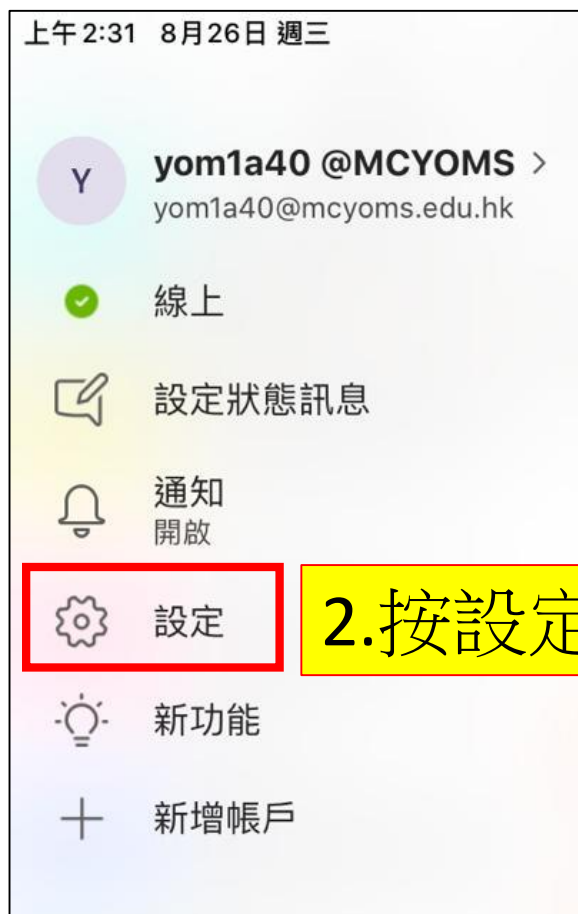 上午2:31 8月26日 週三
Y
yom1a40 @MCYOMS >
yom1a40@mcyoms.edu.hk
線上
設定狀態訊息
通知
開啟
設定
2.按設定
新功能
新增帳戶